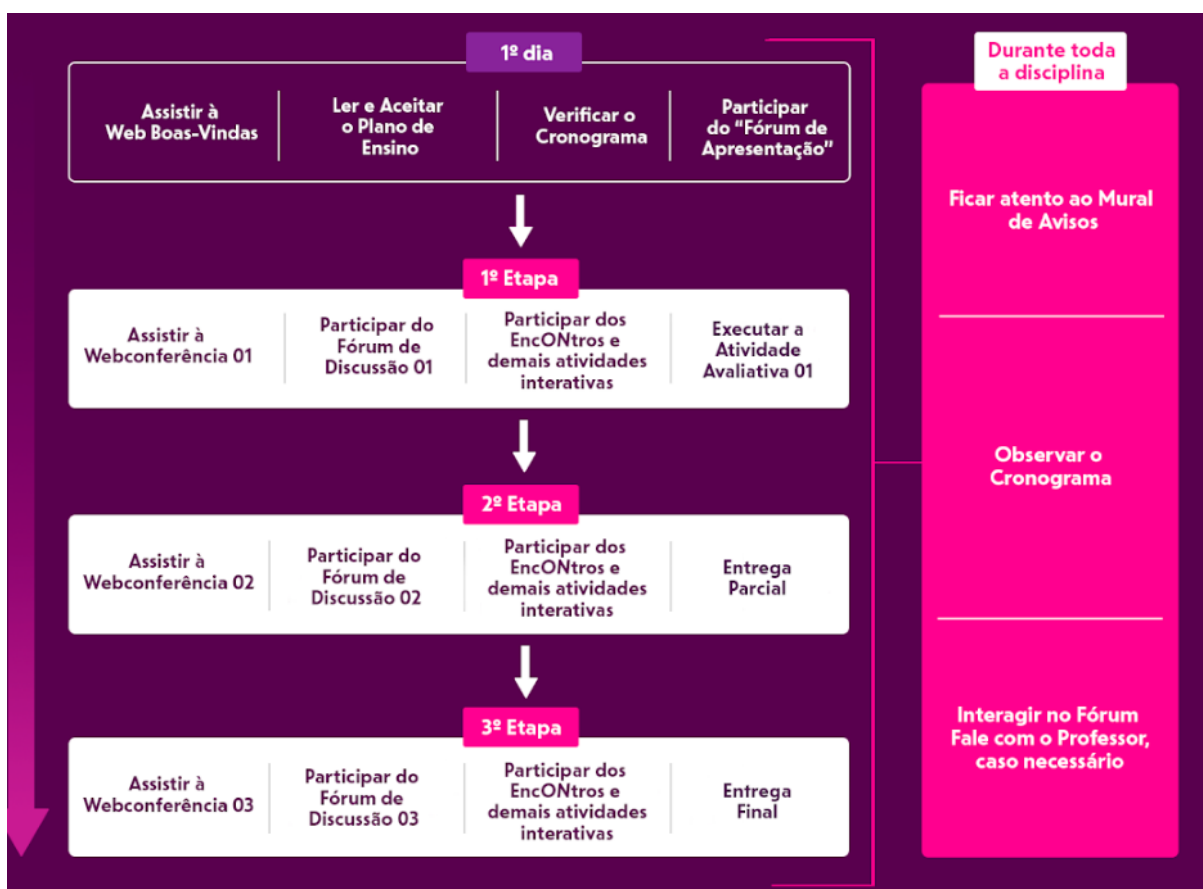 1º dia
Assistir à
Web Boas-Vindas
Ler e Aceitar
o Plano de
Ensino
Verificar o
Cronograma
Participar
do “Fórum de
Apresentação”
1º Etapa
Assistir à
Webconferência 01
Participar do
Fórum de
Discussão 01
Participar dos
EncONtros e
demais atividades
interativas
Executar a
Atividade
Avaliativa 01
2º Etapa
Assistir à
Webconferência 02
Participar do
Fórum de
Discussão 02
Participar dos
EncONtros e
demais atividades
interativas
Entrega
Parcial
3º Etapa
Assistir à
Webconferência 03
Participar do
Fórum de
Discussão 03
Participar dos
EncONtros e
demais atividades
interativas
Entrega
Final
Durante toda
a disciplina
Ficar atento ao Mural
de Avisos
Observar o
Cronograma
Interagir no Fórum
Fale com o Professor,
caso necessário